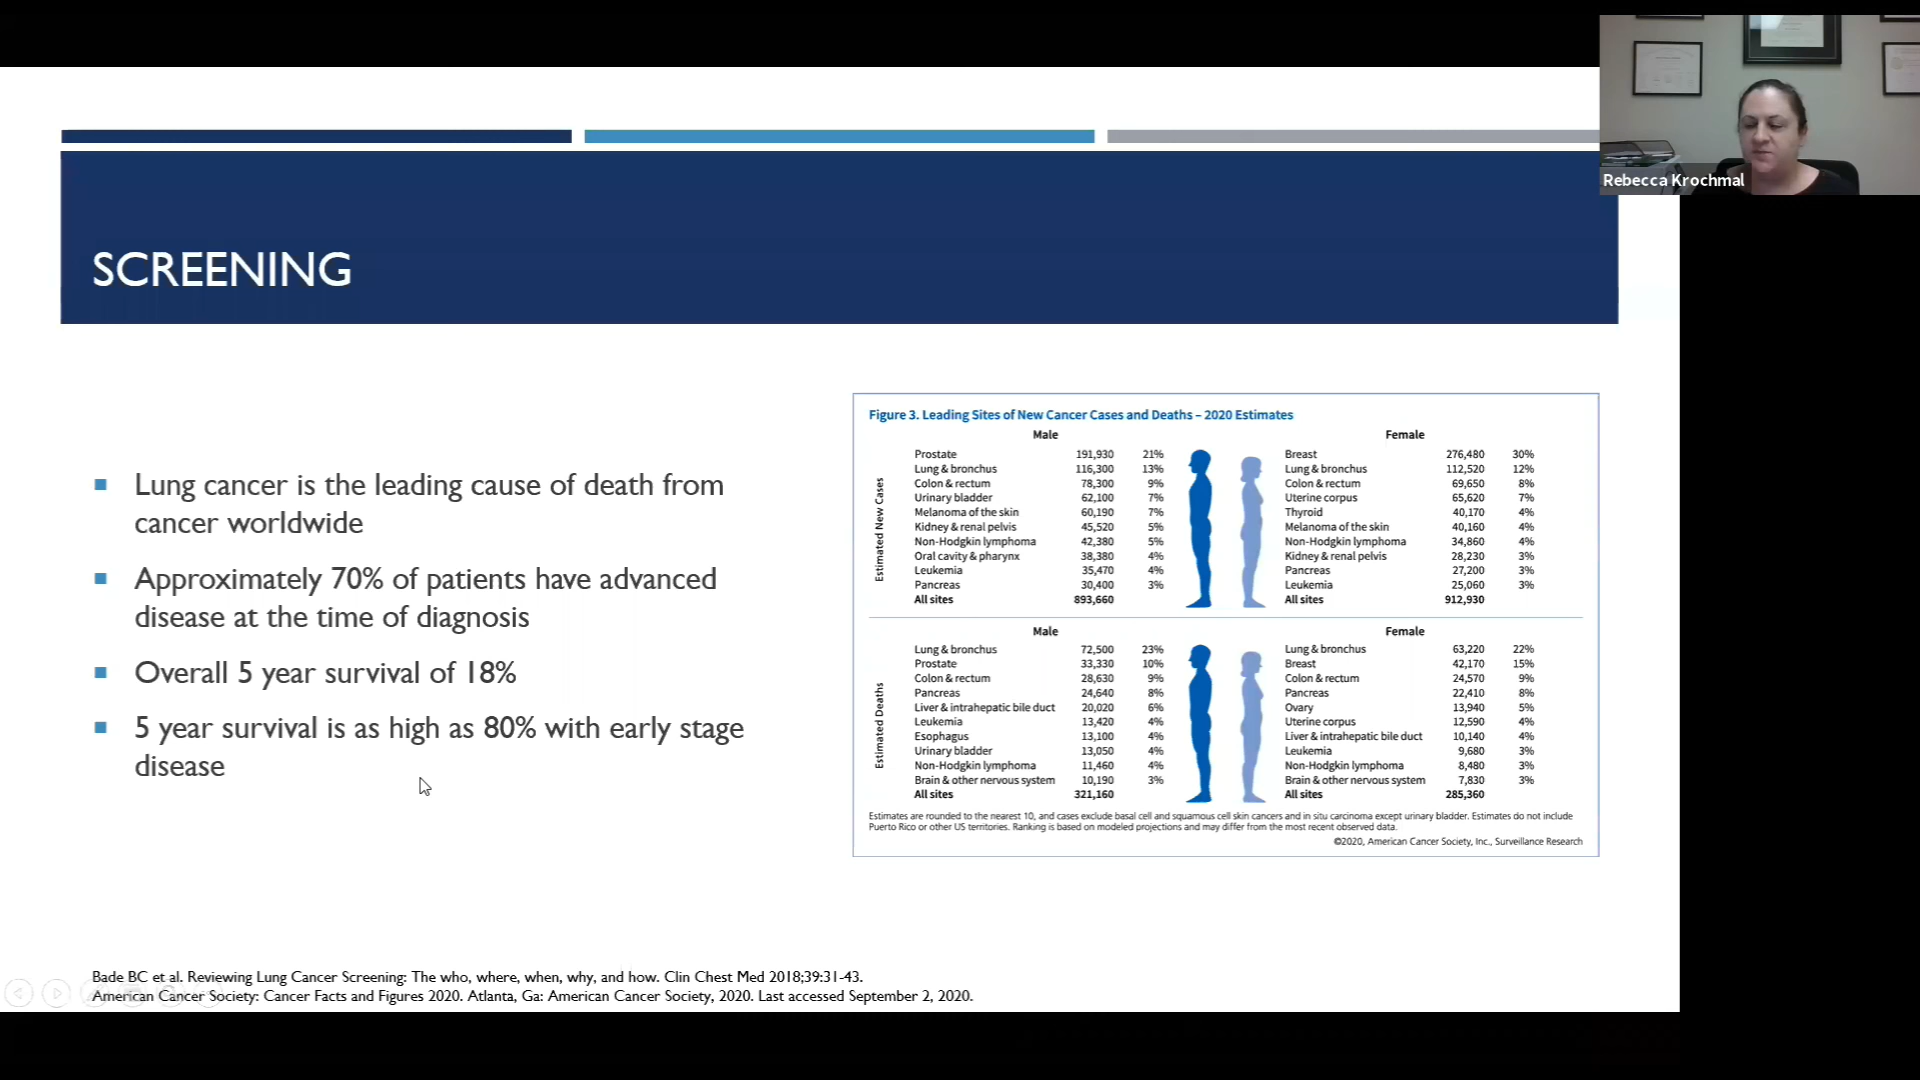 Rebecca Krochmal
SCREENING
Lung cancer is the leading cause of death from
cancer worldwide
Approximately 70% of patients have advanced
disease at the time of diagnosis
Overall 5 year survival of 18%
5 year survival is as high as 80% with early stage
disease
Figure 3. Leading Sites of New Cancer Cases and Deaths – 2020 Estimates
Male Female
Estimated New Cases
Prostate 191,930 21% Breast 276,480 30%
Lung & bronchus 116,300 13% Lung & bronchus 112,520 12%
Colon & rectum 78,300 9% Colon & rectum 69,650 8%
Urinary bladder 62,100 7% Uterine corpus 65,620 7%
Melanoma of the skin 60,190 7% Thyroid 40,170 4%
Kidney & renal pelvis 45,520 5% Melanoma of the skin 40,160 4%
Non-Hodgkin lymphoma 42,380 5% Non-Hodgkin lymphoma 34,860 4%
Oral cavity & pharynx 38,380 4% Kidney & renal pelvis 28,230 3%
Leukemia 35,470 4% Pancreas 27,200 3%
Pancreas 30,400 3% Leukemia 25,060 3%
All sites 893,660 All sites 912,930
Male Female
Estimated Deaths
Lung & bronchus 72,500 23% Lung & bronchus 63,220 22%
Prostate 33,330 10% Breast 42,170 15%
Colon & rectum 28,630 9% Colon & rectum 24,570 9%
Pancreas 24,640 8% Pancreas 22,410 8%
Liver & intrahepatic bile duct 20,020 6% Ovary 13,940 5%
Leukemia 13,420 4% Uterine corpus 12,590 4%
Esophagus 13,100 4% Liver & intrahepatic bile duct 10,140 4%
Urinary bladder 13,050 4% Leukemia 9,680 3%
Non-Hodgkin lymphoma 11,460 4% Non-Hodgkin lymphoma 8,480 3%
Brain & other nervous system 10,190 3% Brain & other nervous system 7,830 3%
All sites 321,160 All sites 285,360
Estimates are rounded to the nearest 10, and cases exclude basal cell and squamous cell skin cancers and in situ carcinoma except urinary bladder. Estimates do not include
Puerto Rico or other US territories. Ranking is based on modeled projections and may differ from the most recent observed data.
©2020, American Cancer Society, Inc., Surveillance Research
Bade BC et al. Reviewing Lung Cancer Screening: The who, where, when, why, and how. Clin Chest Med 2018;39:31-43.
American Cancer Society: Cancer Facts and Figures 2020. Atlanta, Ga: American Cancer Society, 2020. Last accessed September 2, 2020.